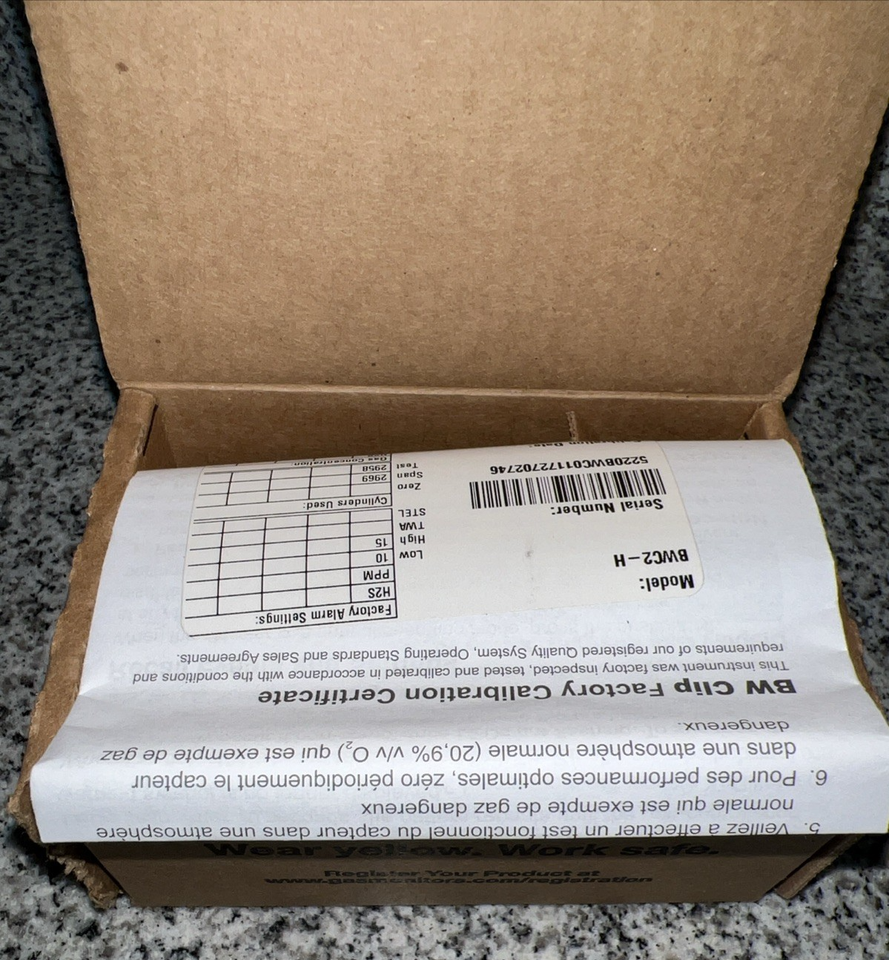 5. Veillez à effectuer un test fonctionnel du capteur dans une atmosphère
normale qui est exempte de gaz dangereux
6. Pour des performances optimales, zéro périodiquement le capteur
dans une atmosphère normale (20,9% v/v O₂) qui est exempte de gaz
dangereux.
BW Clip Factory Calibration Certificate
This instrument was factory inspected, tested and calibrated in accordance with the conditions and
requirements of our registered Quality System, Operating Standards and Sales Agreements.
Model:
BWC2-H
Serial Number:
5220BWC0117270​2746
Factory Alarm Settings:
H2S
PPM
Low 10
High 15
TWA
STEL
Cylinders Used:
Zero
Span 2969
Test 2958
Gas Concentration:
Wear yellow. Work safe.
Register Your Product at
www.gasmonitors.com/registration